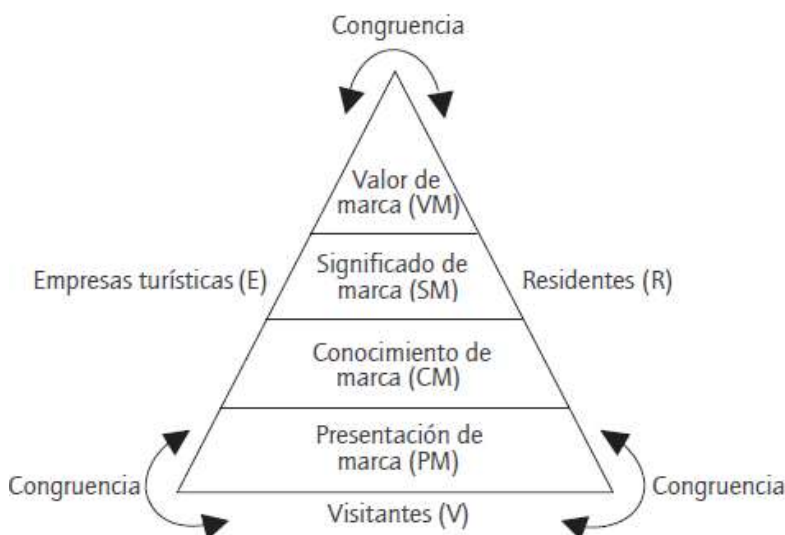 Congruencia
Valor de
marca (VM)
Empresas turísticas (E)
Significado de
marca (SM)
Residentes (R)
Conocimiento de
marca (CM)
Presentación de
marca (PM)
Congruencia
Congruencia
Visitantes (V)